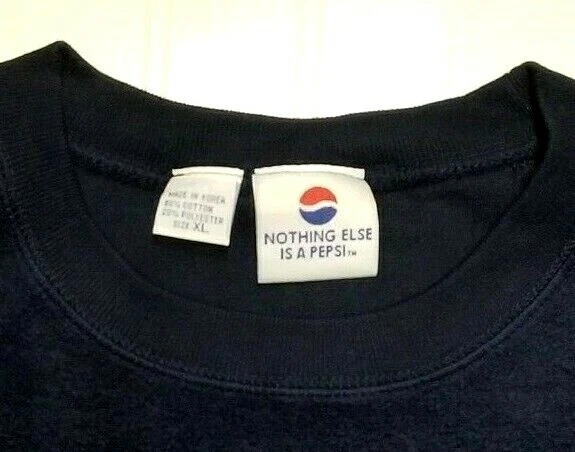 MADE IN KOREA
80% COTTON
20% POLYESTER
SIZE XL
NOTHING ELSE
IS A PEPSI™